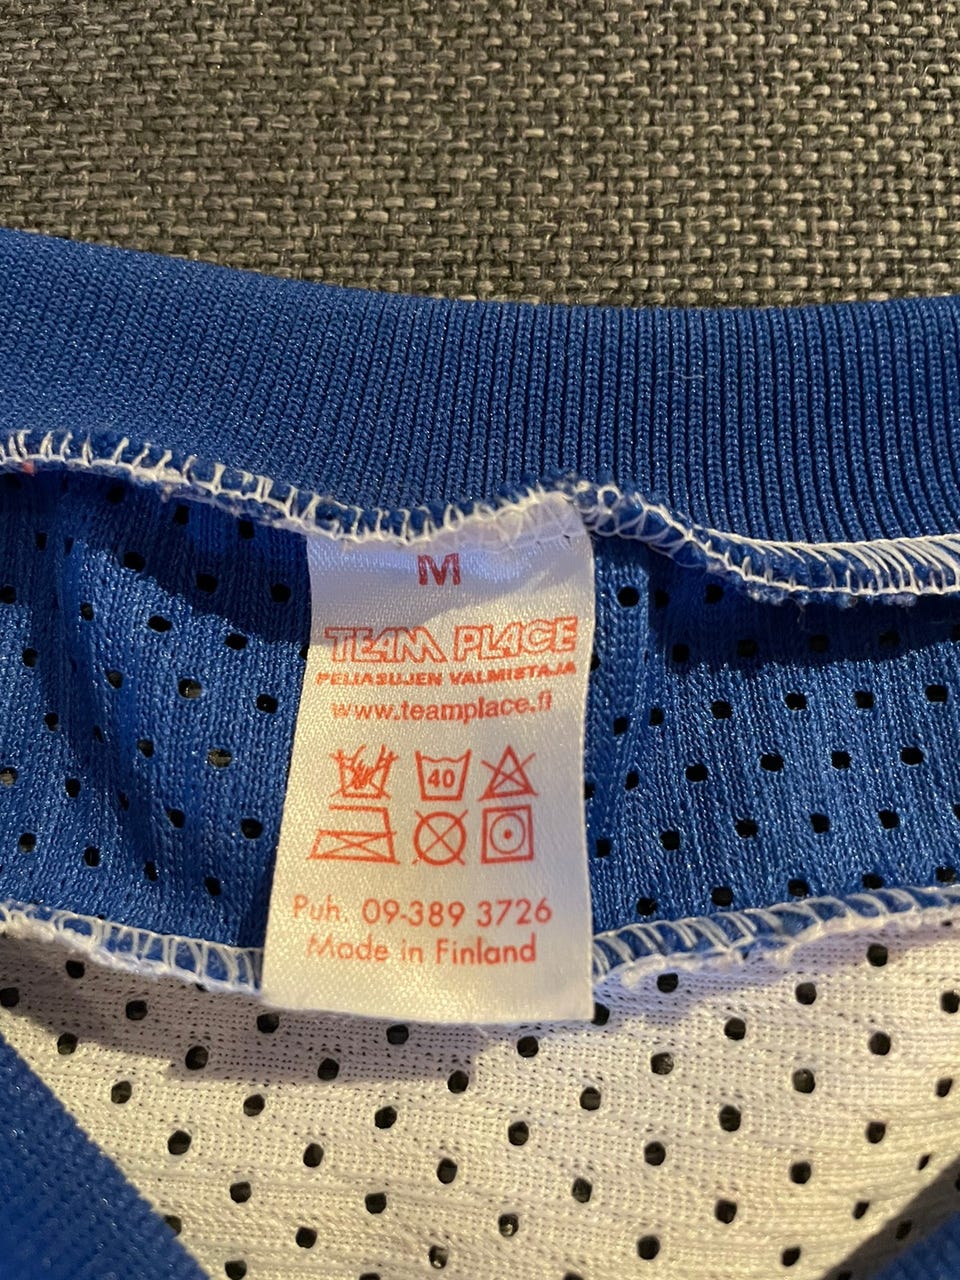 M
TEAM PLACE
PELIASUJEN VALMISTAJA
www.teamplace.fi
40
Puh. 09-389 3726
Made in Finland